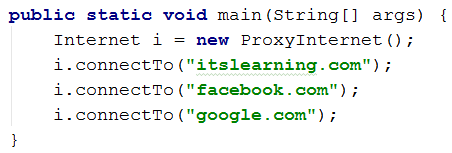 public static void main(String[] args) {
    Internet i = new ProxyInternet();
    i.connectTo("itslearning.com");
    i.connectTo("facebook.com");
    i.connectTo("google.com");
}